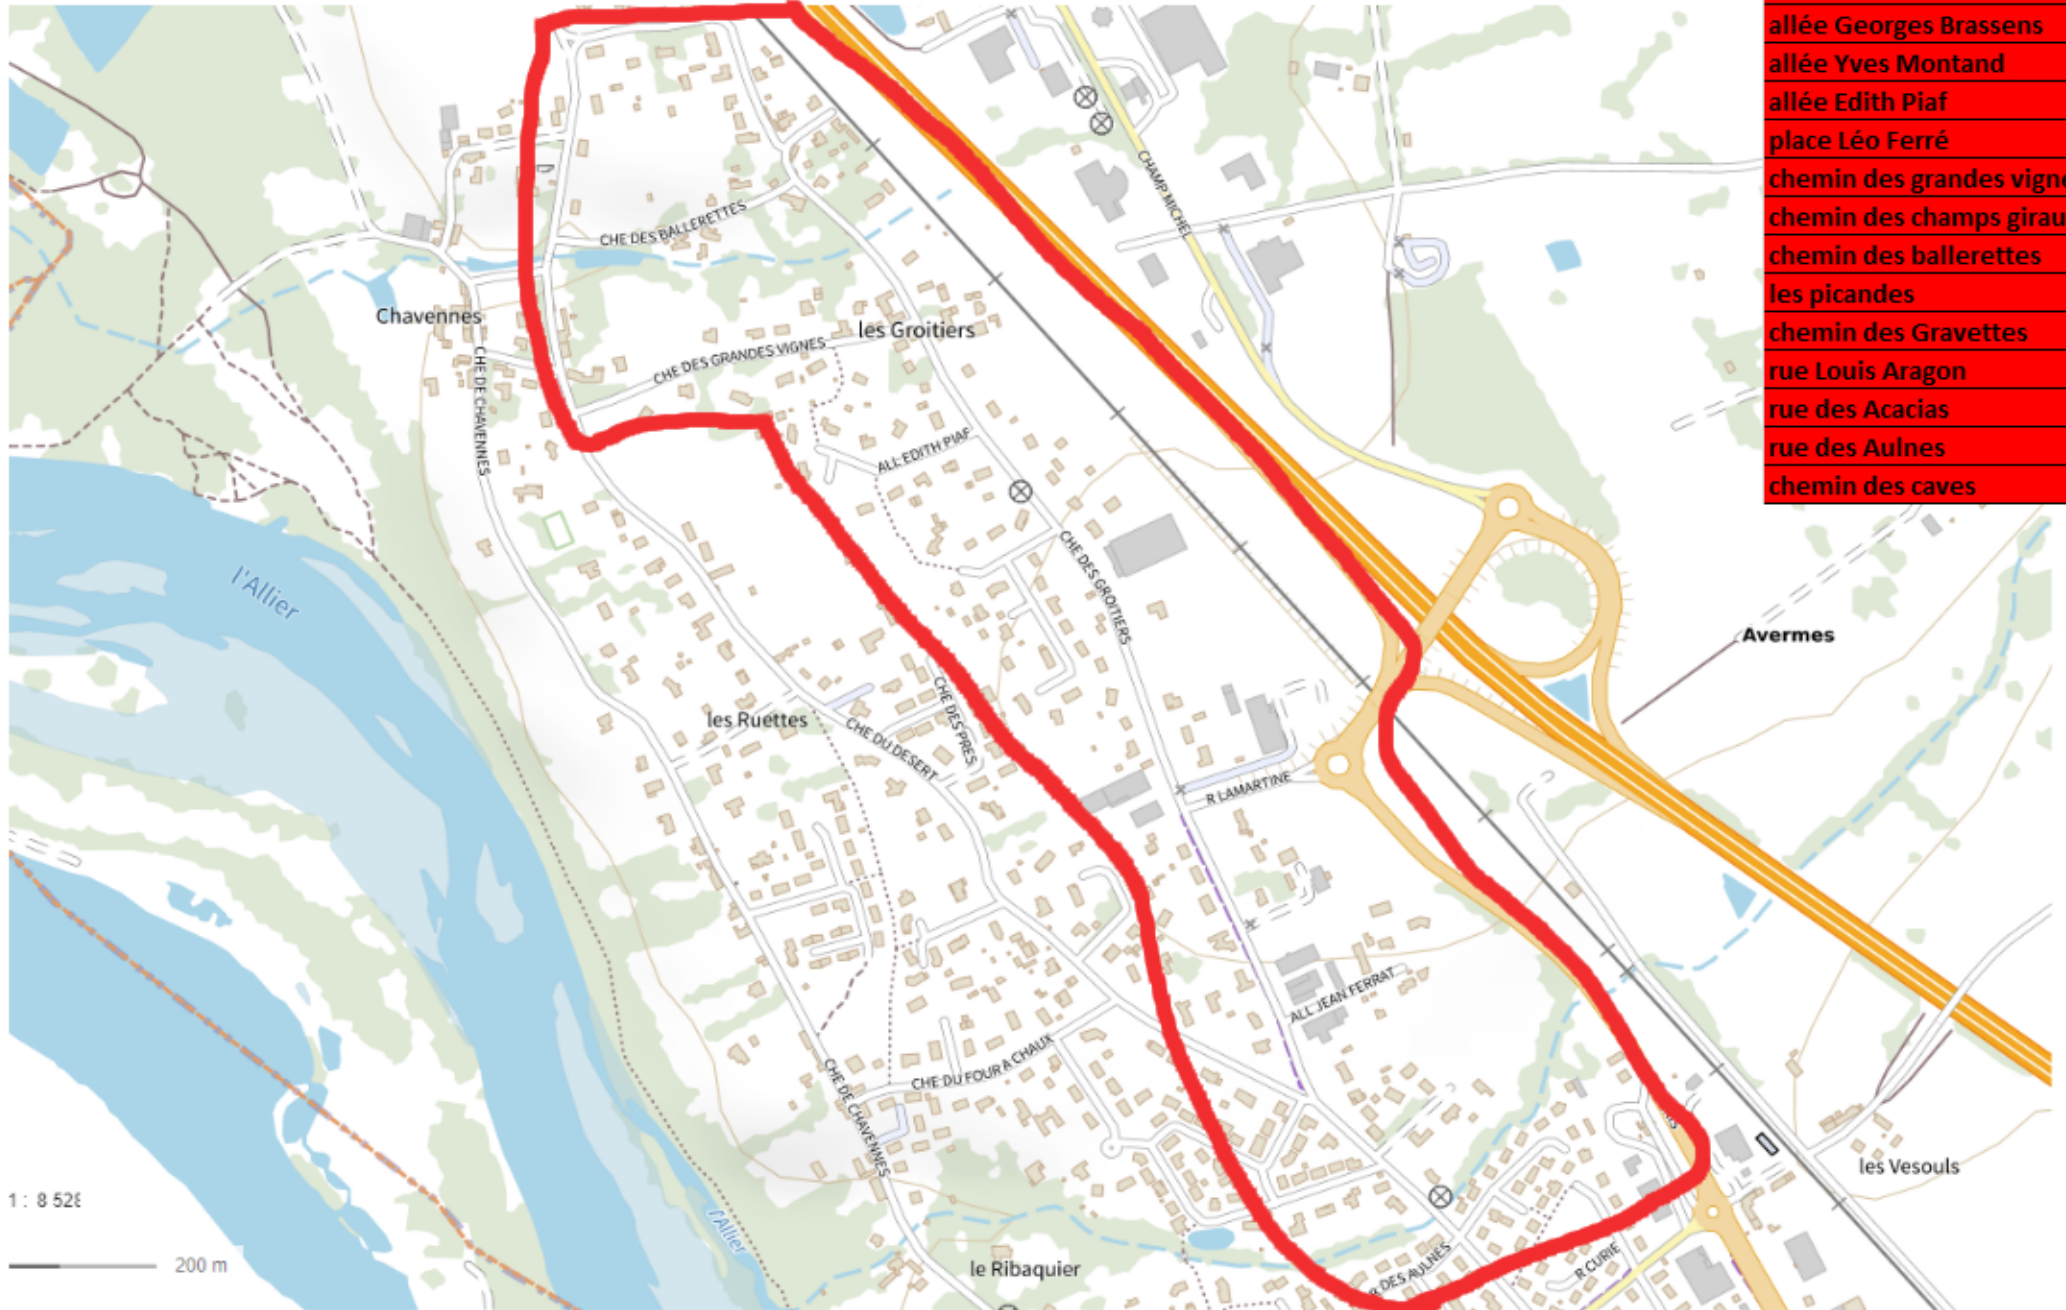 allée Georges Brassens
allée Yves Montand
allée Edith Piaf
place Léo Ferré
chemin des grandes vigne
chemin des champs girau
chemin des ballerettes
les picandes
chemin des Gravettes
rue Louis Aragon
rue des Acacias
rue des Aulnes
chemin des caves
CHAMP MICHEL
CHE DES BALLERETTES
Chavennes
les Groitiers
CHE DES GRANDES VIGNES
CHE DE CHAVENNES
ALL EDITH PIAF
l'Allier
CHE DES GROITIERS
Avermes
les Ruettes
CHE DES PRES
CHE DU DESERT
R LAMARTINE
ALL JEAN FERRAT
CHE DU FOUR A CHAUX
CHE DE CHAVENNES
les Vesouls
l'Allier
le Ribaquier
R DES AULNES
R CURIE
1 : 8 528
200 m